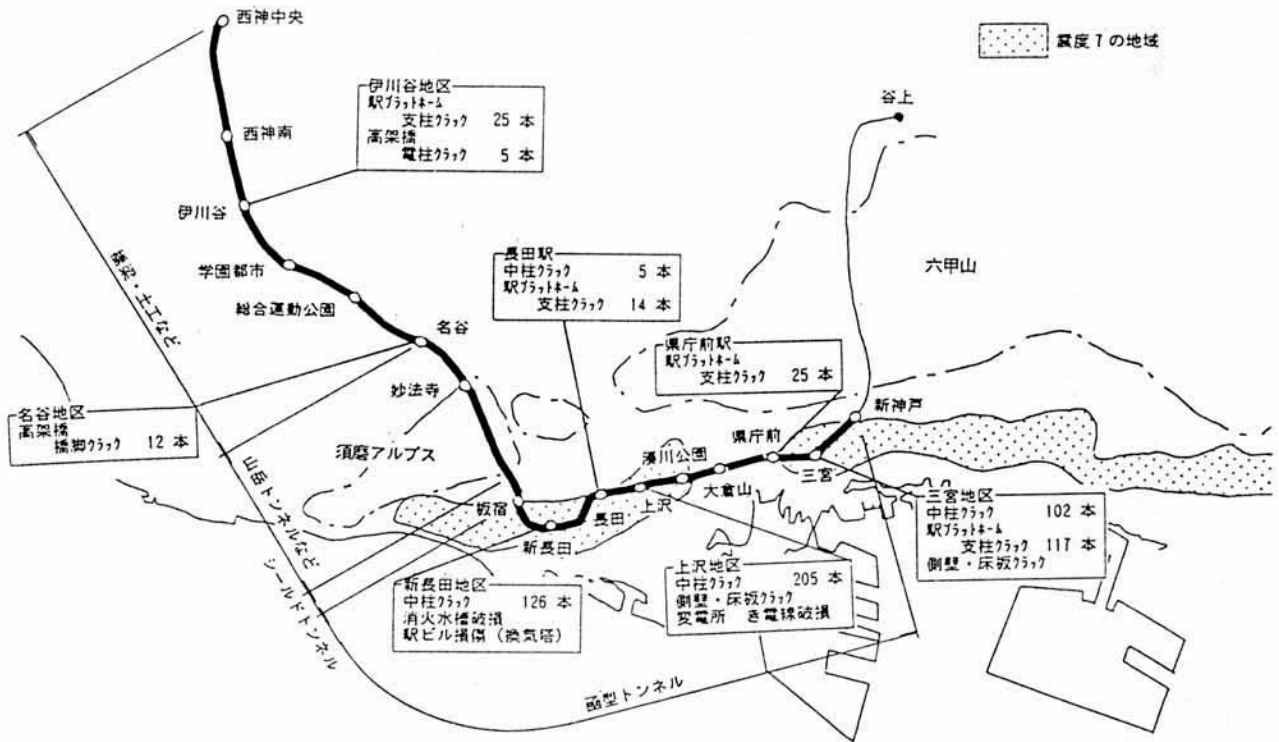 西神中央
震度7の地域
伊川谷地区
駅プラットホーム
支柱クラック 25 本
高架橋
電柱クラック 5 本
谷上
西神南
伊川谷
学園都市
総合運動公園
名谷
妙法寺
橋梁・土工など
長田駅
中柱クラック 5 本
駅プラットホーム
支柱クラック 14 本
六甲山
県庁前駅
駅プラットホーム
支柱クラック 25 本
新神戸
名谷地区
高架橋
橋脚クラック 12 本
須磨アルプス
県庁前
湊川公園
三宮
大倉山
上沢
長田
板宿
新長田
山岳トンネルなど
シールドトンネル
三宮地区
中柱クラック 102 本
駅プラットホーム
支柱クラック 117 本
側壁・床板クラック
上沢地区
中柱クラック 205 本
側壁・床板クラック
変電所 き電線破損
新長田地区
中柱クラック 126 本
消火水槽破損
駅ビル損傷（換気塔）
函型トンネル